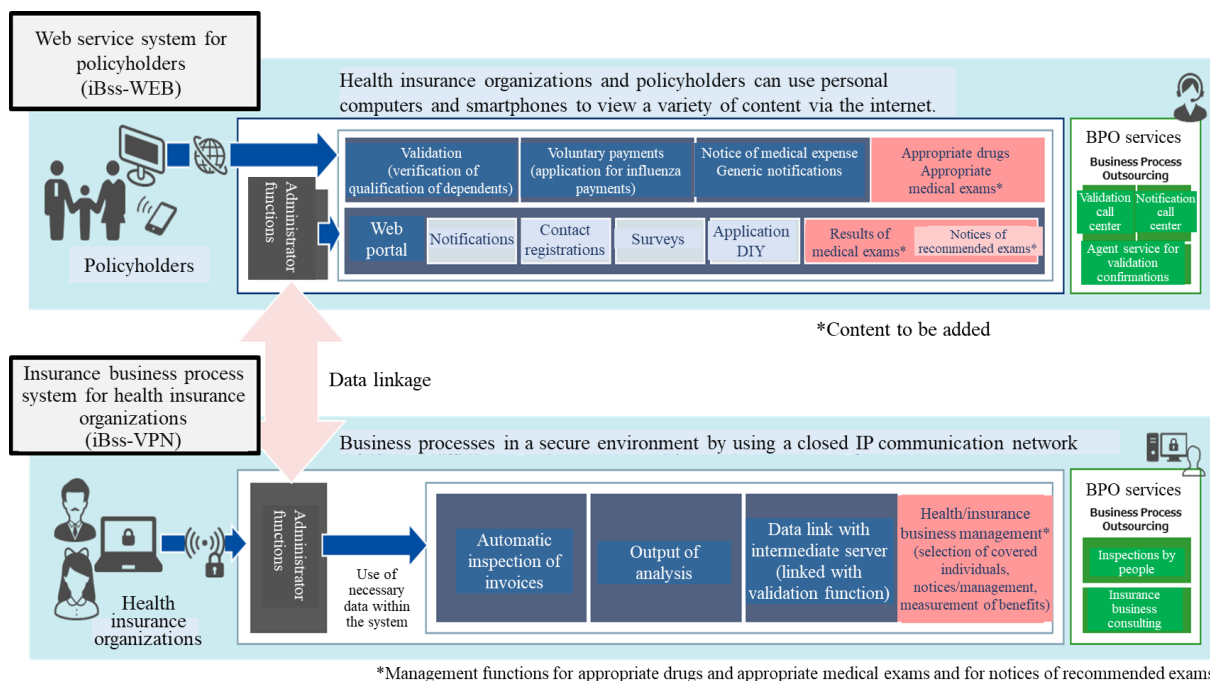 Web service system for
policyholders
(iBss-WEB)
Health insurance organizations and policyholders can use personal
computers and smartphones to view a variety of content via the internet.
Policyholders
Administrator
functions
Validation
(verification of
qualification of dependents)
Voluntary payments
(application for influenza
payments)
Notice of medical expense
Generic notifications
Appropriate drugs
Appropriate
medical exams*
Web
portal
Notifications
Contact
registrations
Surveys
Application
DIY
Results of
medical exams*
Notices of
recommended exams*
BPO services
Business Process
Outsourcing
Validation
call
center
Notification
call
center
Agent service for
validation
confirmations
*Content to be added
Data linkage
Insurance business process
system for health insurance
organizations
(iBss-VPN)
Business processes in a secure environment by using a closed IP communication network
Health
insurance
organizations
Administrator
functions
Use of
necessary
data within
the system
Automatic
inspection of
invoices
Output of
analysis
Data link with
intermediate server
(linked with
validation function)
Health/insurance
business management*
(selection of covered
individuals,
notices/management,
measurement of benefits)
BPO services
Business Process
Outsourcing
Inspections by
people
Insurance
business
consulting
*Management functions for appropriate drugs and appropriate medical exams and for notices of recommended exams